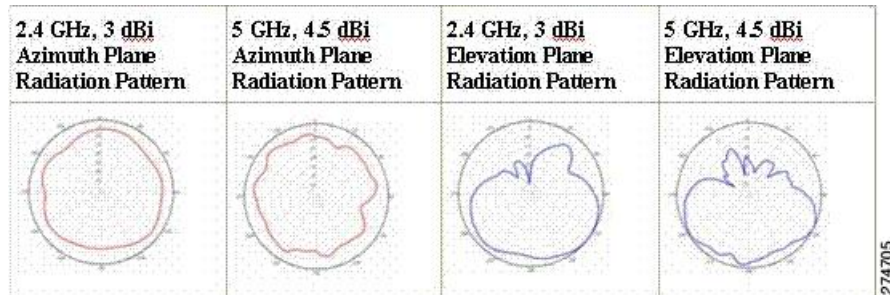 2.4 GHz, 3 dBi
Azimuth Plane
Radiation Pattern
5 GHz, 4.5 dBi
Azimuth Plane
Radiation Pattern
2.4 GHz, 3 dBi
Elevation Plane
Radiation Pattern
5 GHz, 4.5 dBi
Elevation Plane
Radiation Pattern
274705